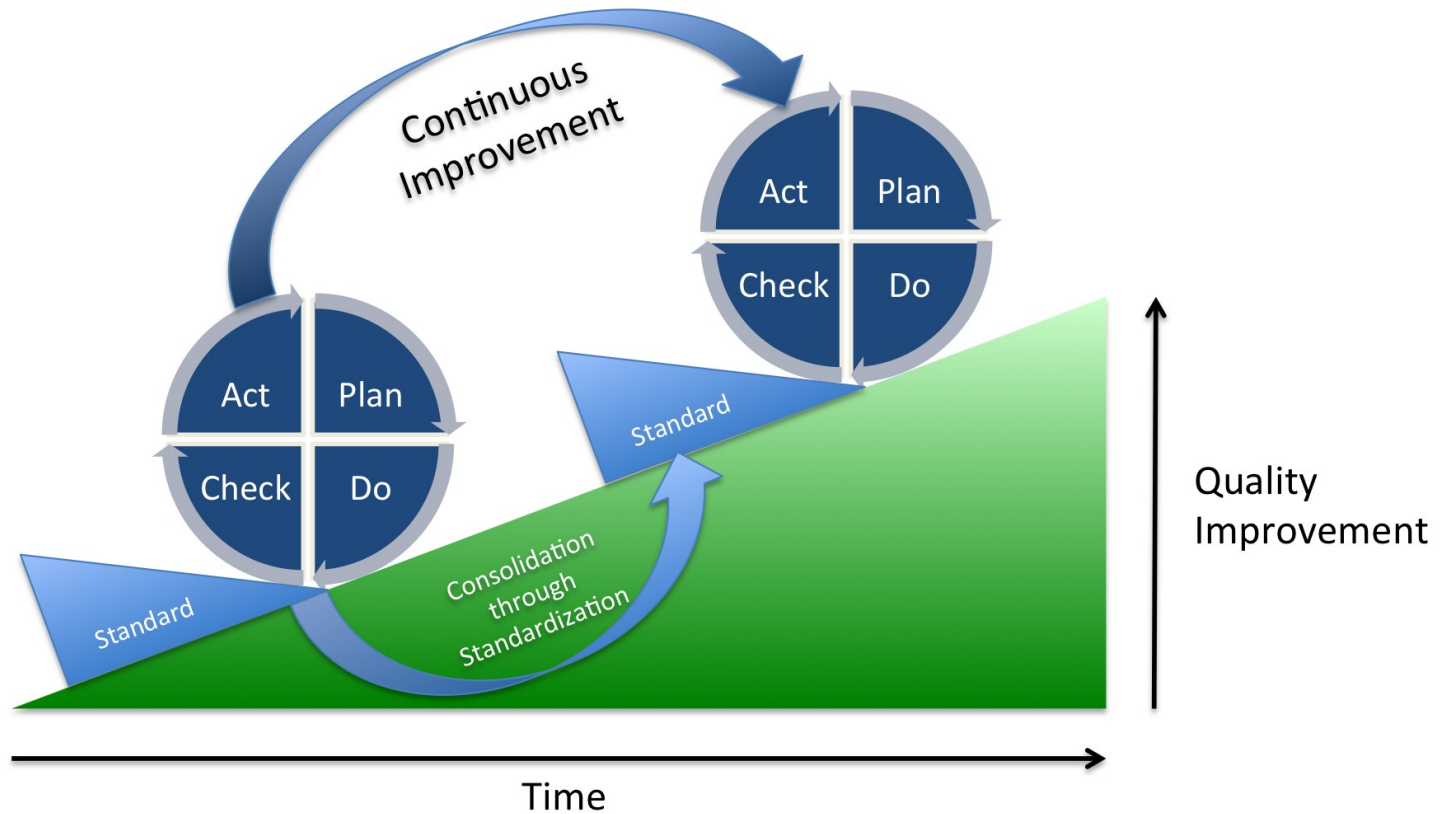 Continuous
Improvement
Act
Plan
Check
Do
Act
Plan
Check
Do
Standard
Standard
Consolidation
through
Standardization
Quality
Improvement
Time